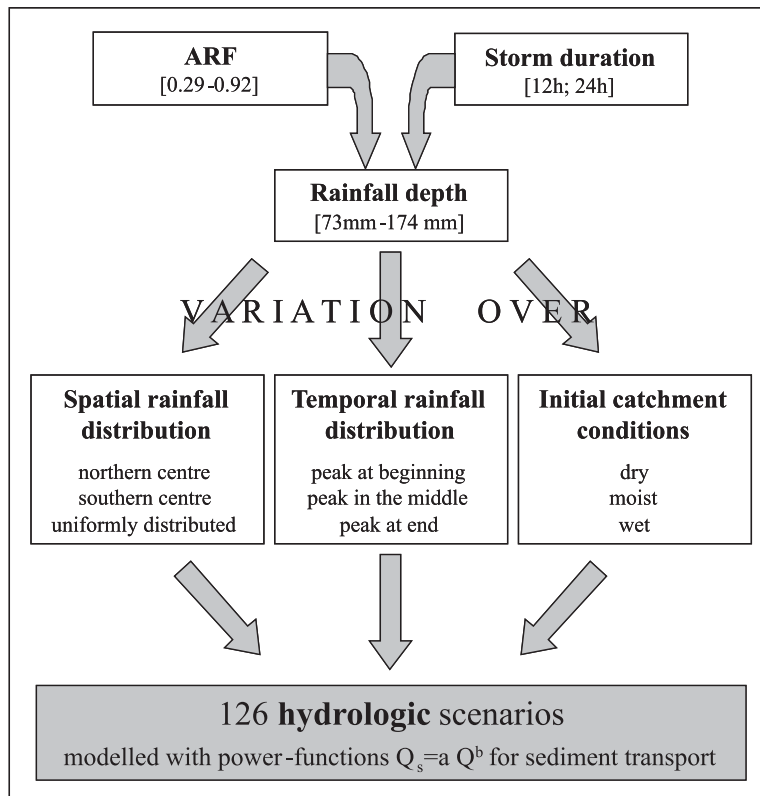 ARF
[0.29-0.92]
Storm duration
[12h; 24h]
Rainfall depth
[73mm-174 mm]
VARIATION OVER
Spatial rainfall
distribution
northern centre
southern centre
uniformly distributed
Temporal rainfall
distribution
peak at beginning
peak in the middle
peak at end
Initial catchment
conditions
dry
moist
wet
126 hydrologic scenarios
modelled with power-functions Qₛ=a Qᵇ for sediment transport